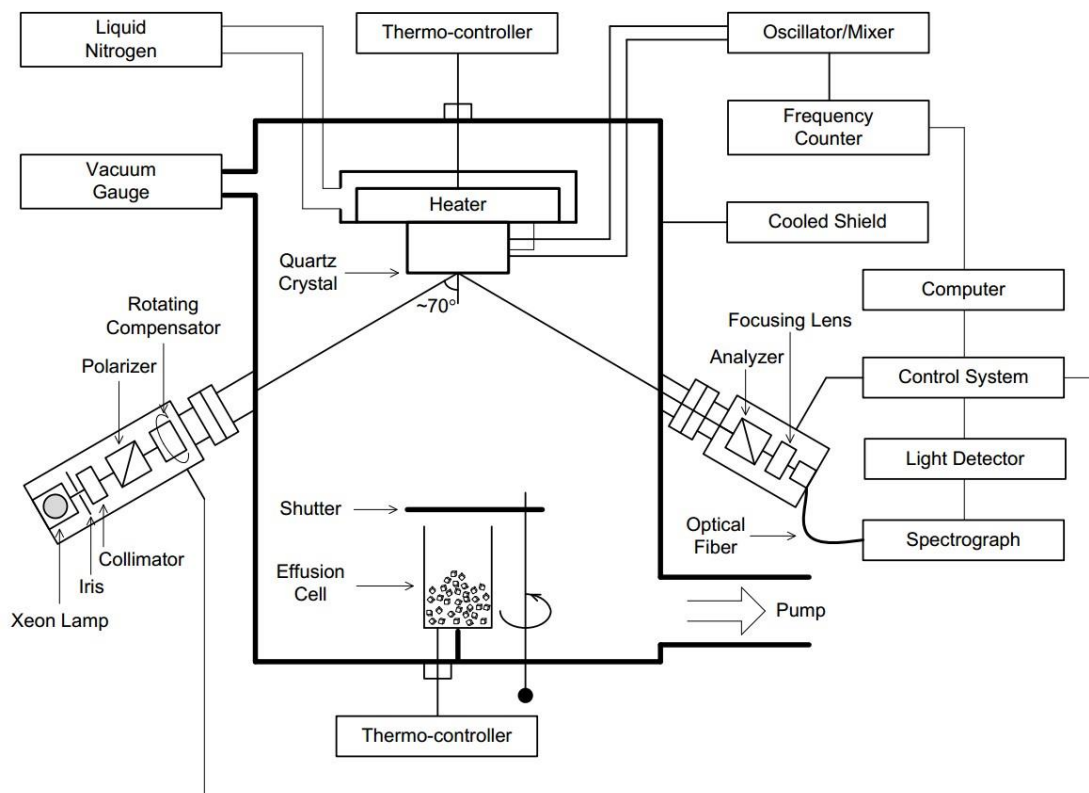 Liquid
Nitrogen
Thermo-controller
Oscillator/Mixer
Frequency
Counter
Vacuum
Gauge
Heater
Cooled Shield
Quartz
Crystal
~70°
Computer
Rotating
Compensator
Focusing Lens
Polarizer
Analyzer
Control System
Light Detector
Shutter
Optical
Fiber
Spectrograph
Collimator
Effusion
Cell
Iris
Xeon Lamp
Pump
Thermo-controller